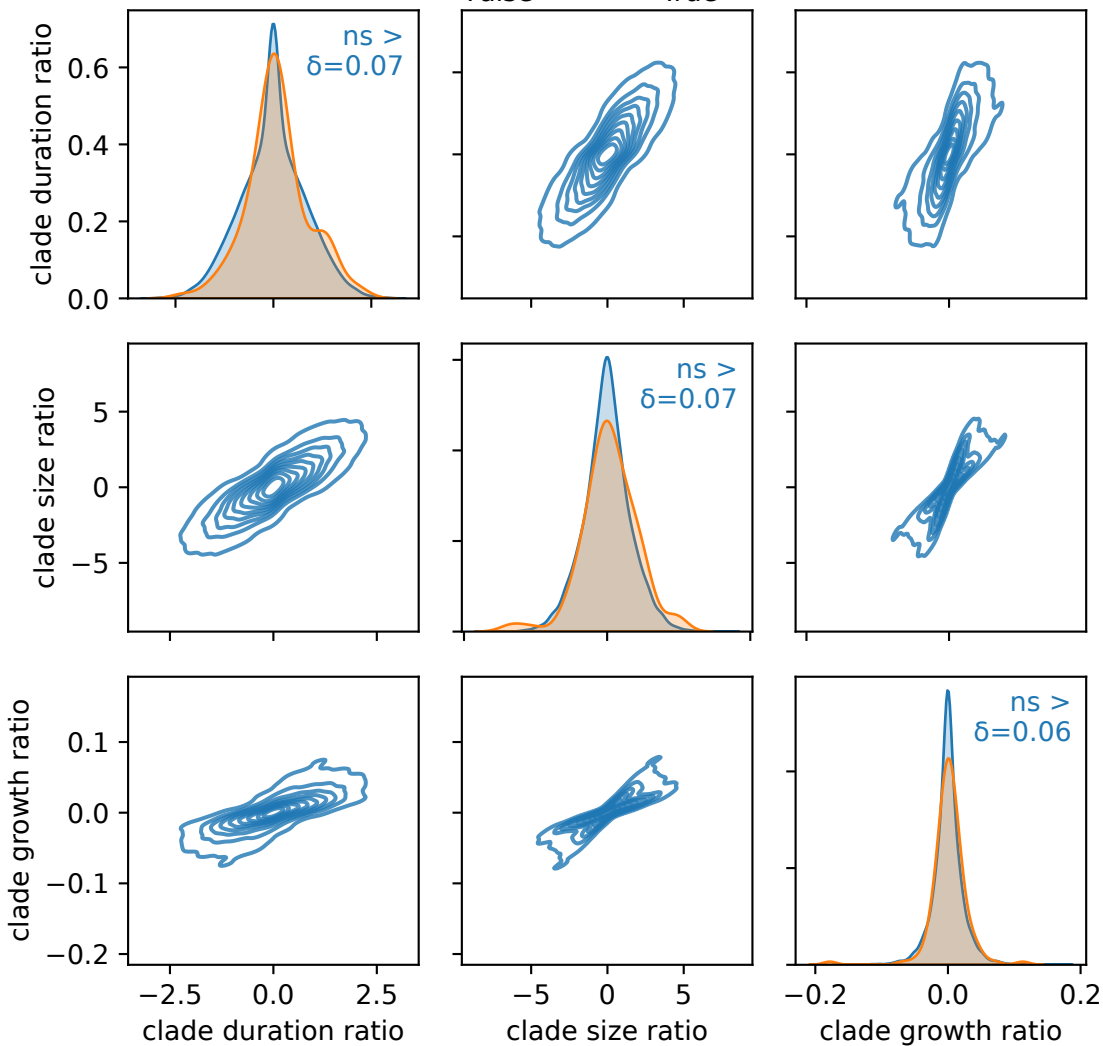 clade duration ratio
0.6
0.4
0.2
0.0
ns >
δ=0.07
clade size ratio
5
0
−5
ns >
δ=0.07
clade growth ratio
0.1
0.0
−0.1
−0.2
ns >
δ=0.06
−2.5 0.0 2.5
−5 0 5
−0.2 0.0 0.2
clade duration ratio
clade size ratio
clade growth ratio